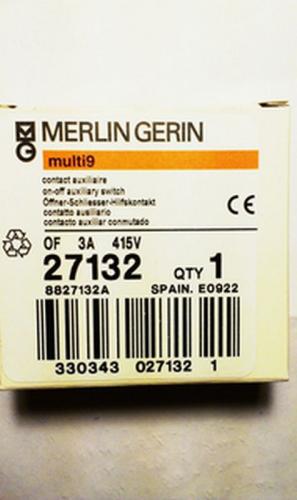 MG MERLIN GERIN
multi9
contact auxiliaire
on-off auxiliary switch
Öffner-Schliesser-Hilfskontakt
contatto ausiliario
contacto auxiliar conmutado
CE
OF 3A 415V
27132 QTY 1
8827132A SPAIN. E0922
330343 027132 1